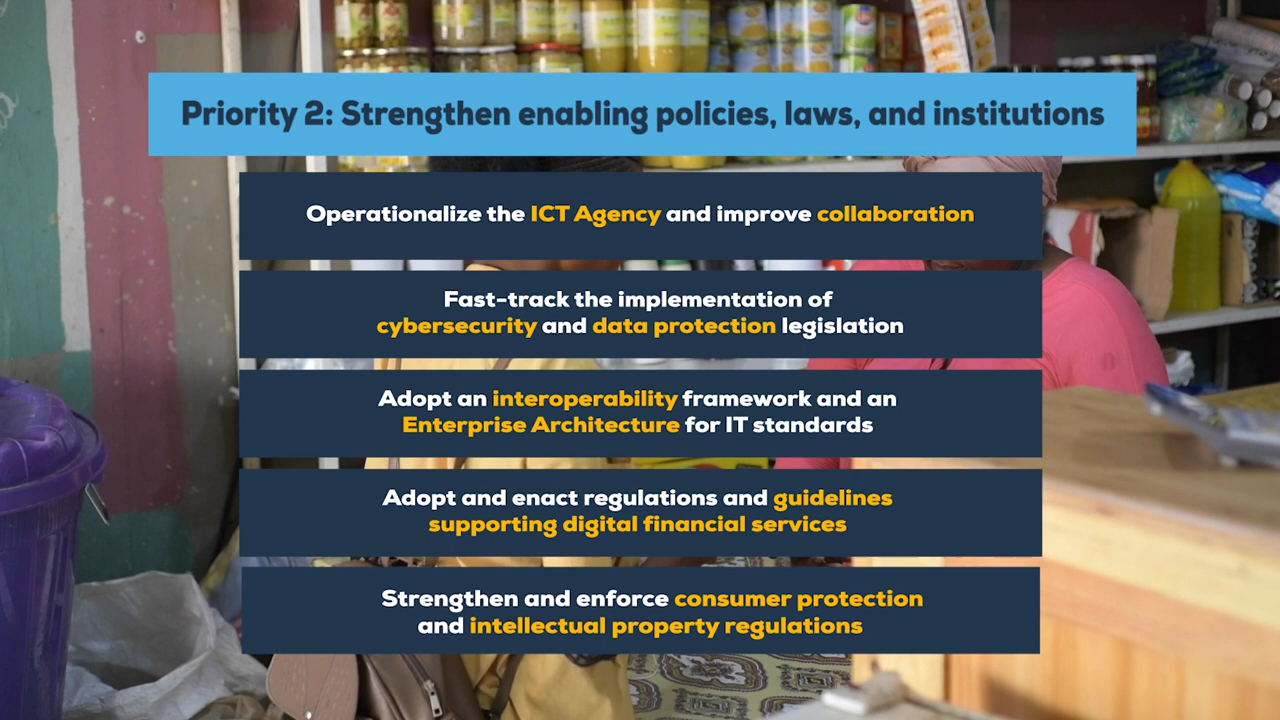 Priority 2: Strengthen enabling policies, laws, and institutions
Operationalize the ICT Agency and improve collaboration
Fast-track the implementation of
cybersecurity and data protection legislation
Adopt an interoperability framework and an
Enterprise Architecture for IT standards
Adopt and enact regulations and guidelines
supporting digital financial services
Strengthen and enforce consumer protection
and intellectual property regulations